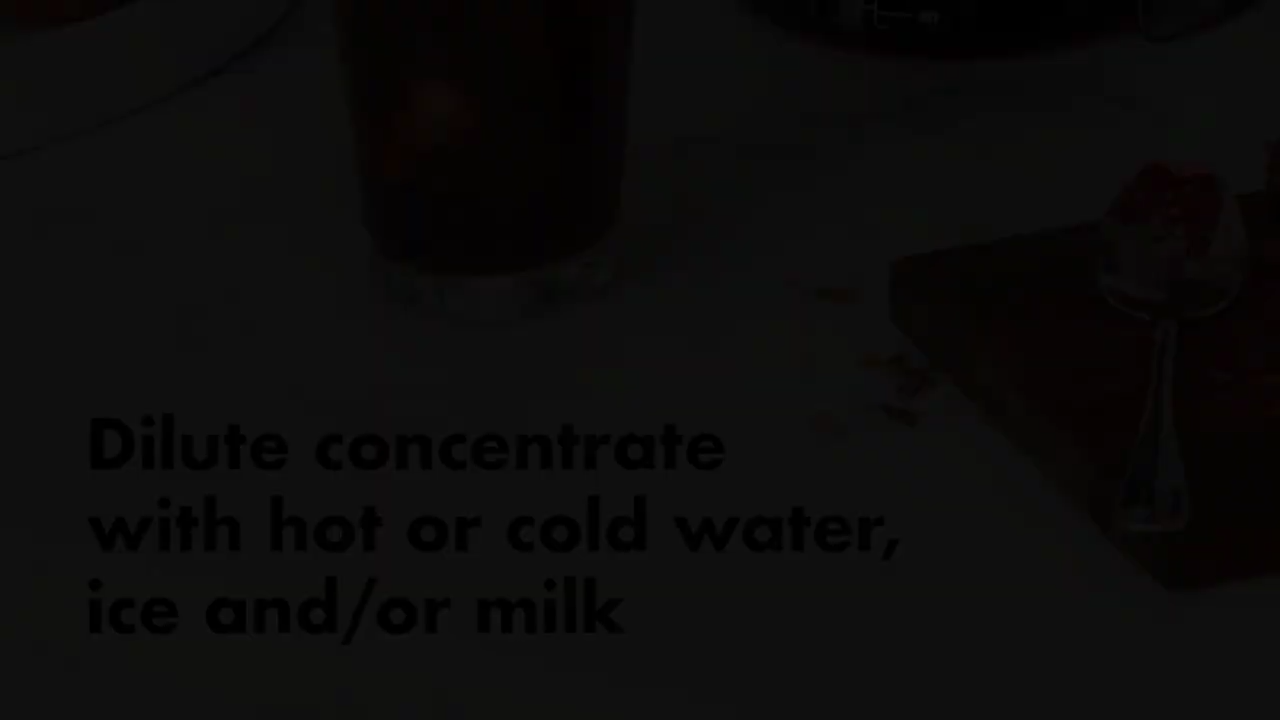 Dilute concentrate
with hot or cold water,
ice and/or milk